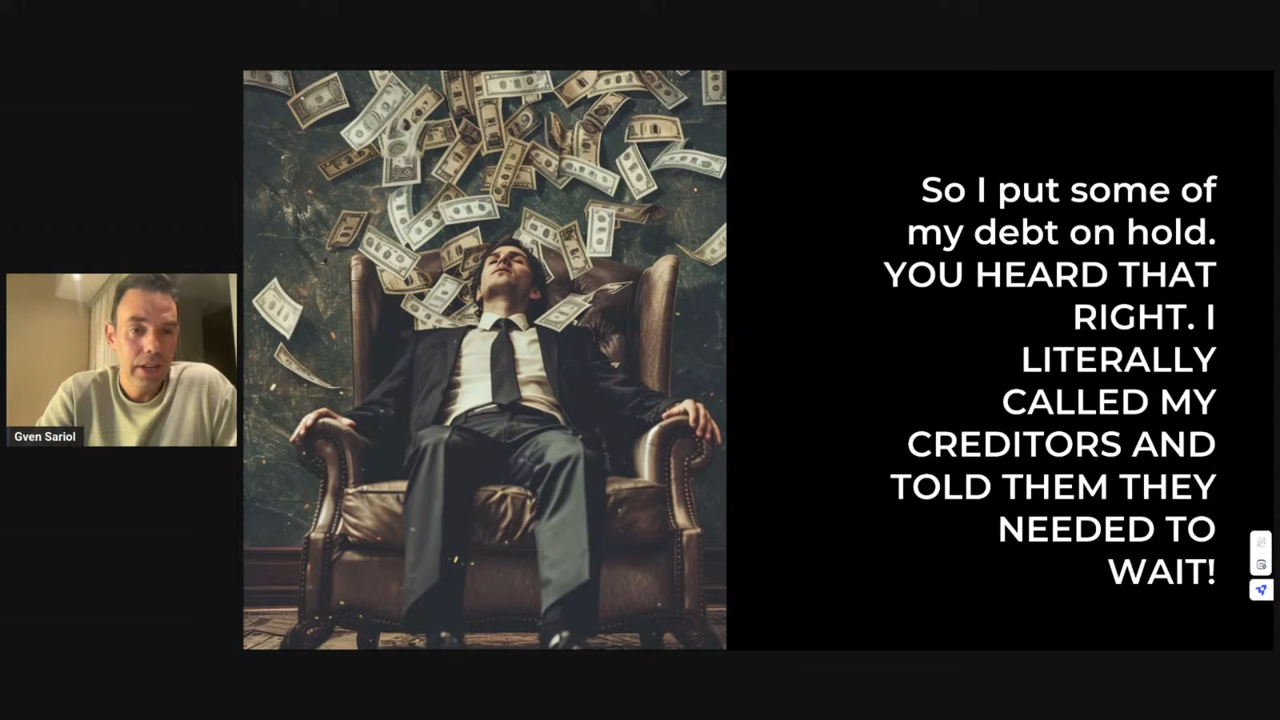 Gven Sariol
So I put some of
my debt on hold.
YOU HEARD THAT
RIGHT. I
LITERALLY
CALLED MY
CREDITORS AND
TOLD THEM THEY
NEEDED TO
WAIT!